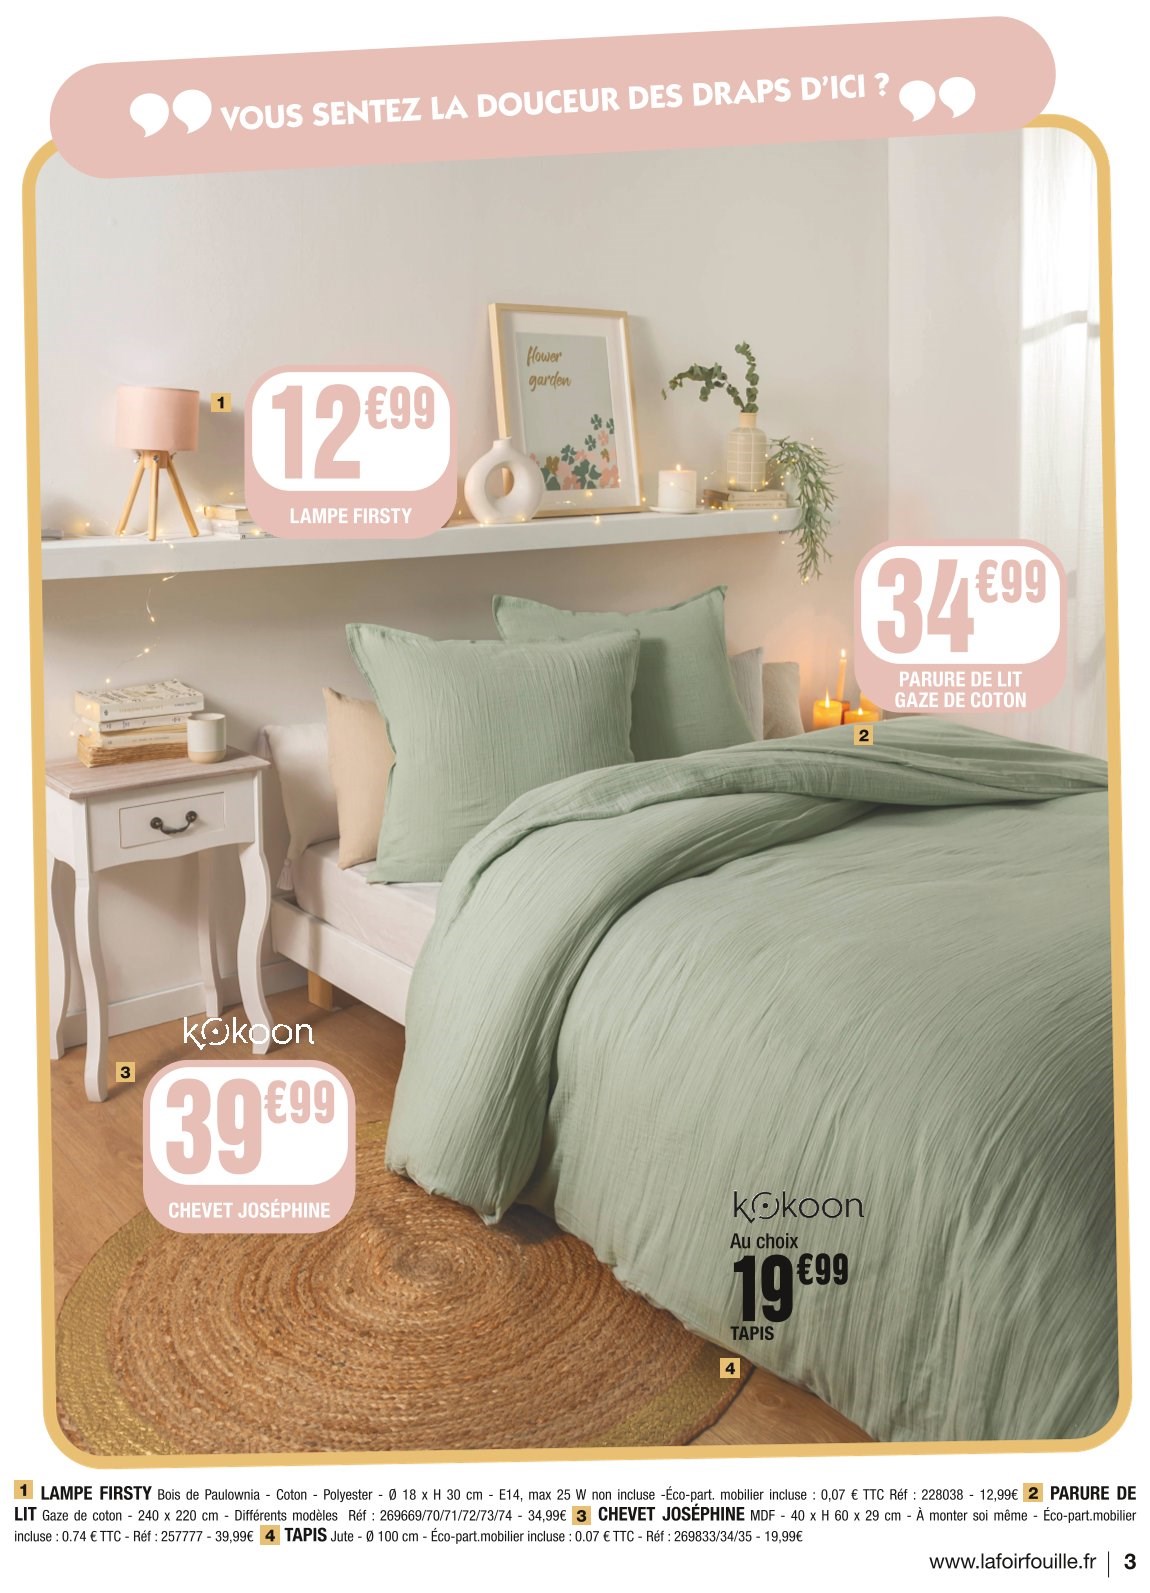 VOUS SENTEZ LA DOUCEUR DES DRAPS D'ICI ?
flower
garden
1
12€99
LAMPE FIRSTY
34€99
PARURE DE LIT
GAZE DE COTON
2
kokoon
3
39€99
CHEVET JOSÉPHINE
kokoon
Au choix
19€99
TAPIS
4
1 LAMPE FIRSTY Bois de Paulownia - Coton - Polyester - Ø 18 x H 30 cm - E14, max 25 W non incluse -Éco-part. mobilier incluse : 0,07 € TTC Réf : 228038 - 12,99€ 2 PARURE DE
LIT Gaze de coton - 240 x 220 cm - Différents modèles Réf : 269669/70/71/72/73/74 - 34,99€ 3 CHEVET JOSÉPHINE MDF - 40 x H 60 x 29 cm - À monter soi même - Éco-part.mobilier
incluse : 0.74 € TTC - Réf : 257777 - 39,99€ 4 TAPIS Jute - Ø 100 cm - Éco-part.mobilier incluse : 0.07 € TTC - Réf : 269833/34/35 - 19,99€
www.lafoirfouille.fr | 3